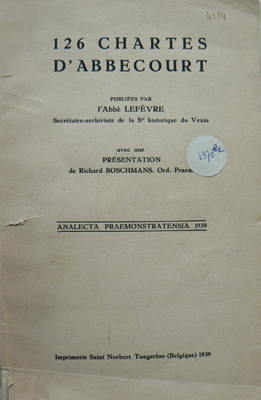 126 CHARTES
D'ABBECOURT
PUBLIÉES PAR
l'Abbé LEFÈVRE
Secrétaire-archiviste de la Sté historique du Vexin
avec une
PRÉSENTATION
de Richard BOSCHMANS, Ord. Praem
ANALECTA PRAEMONSTRATENSIA 1939
Imprimerie Saint Norbert Tongerloo (Belgique) 1939